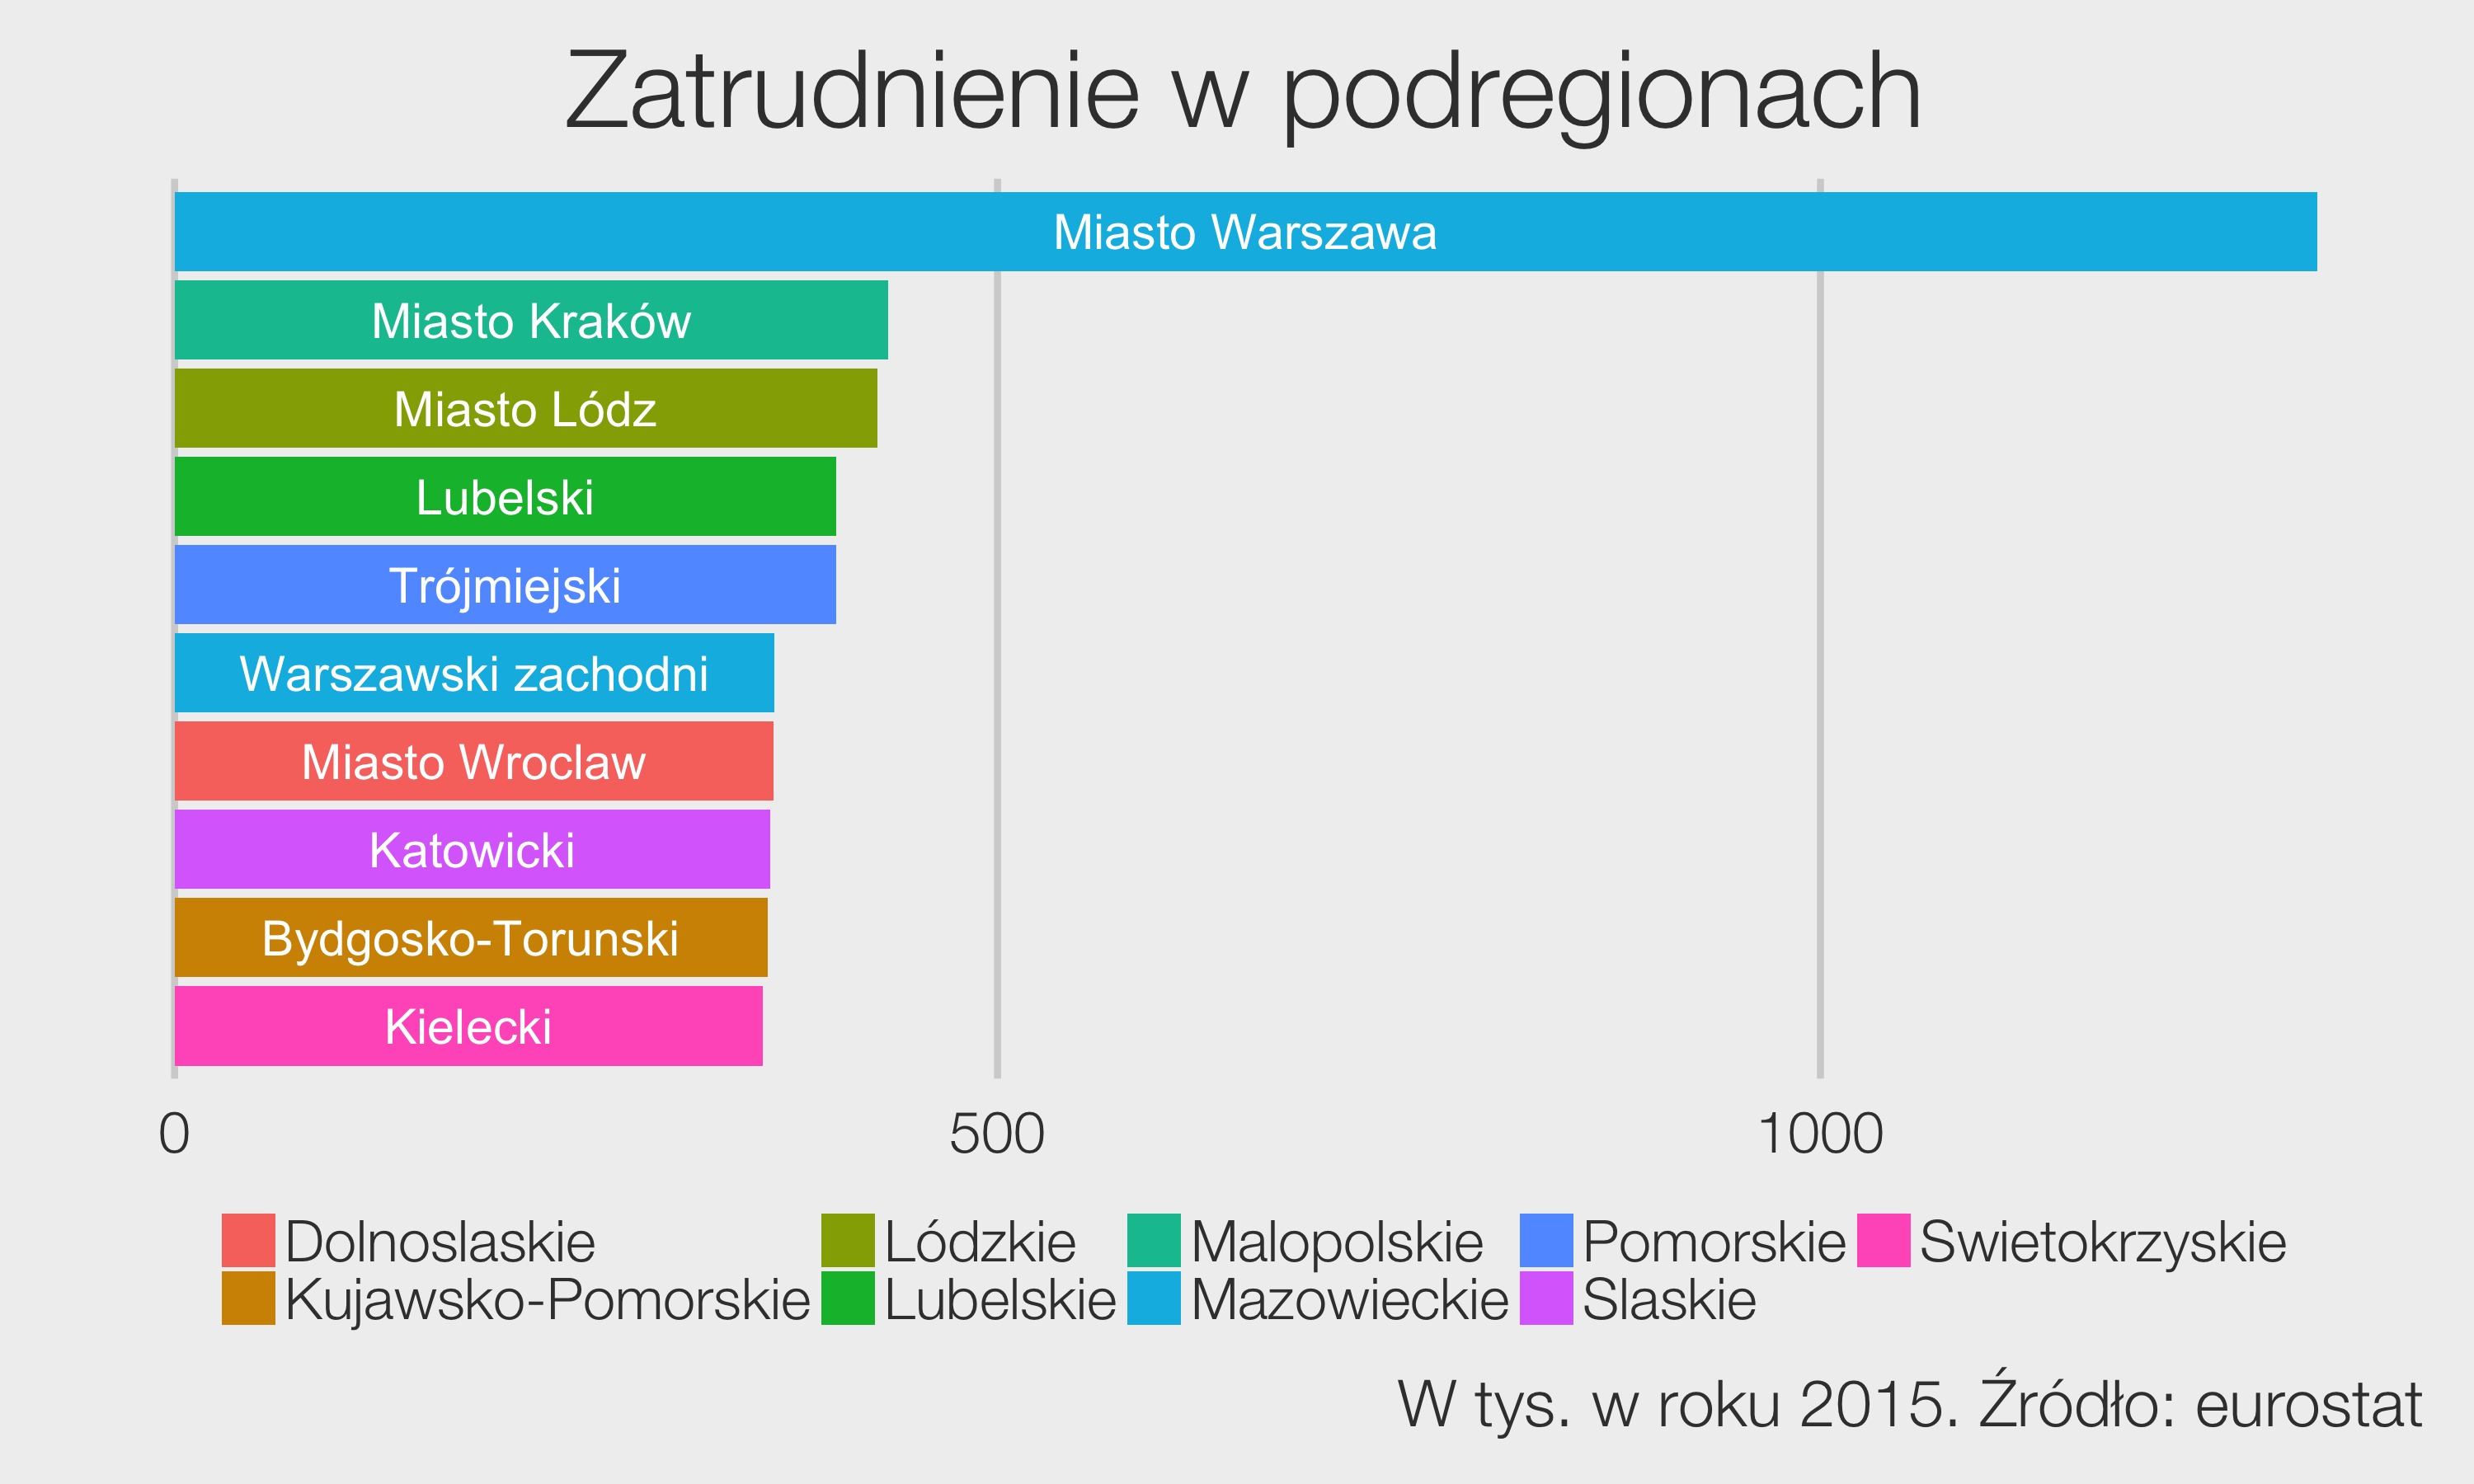 Zatrudnienie w podregionach
Miasto Warszawa
Miasto Kraków
Miasto Lódz
Lubelski
Trójmiejski
Warszawski zachodni
Miasto Wroclaw
Katowicki
Bydgosko-Torunski
Kielecki
0 500 1000
Dolnoslaskie Lódzkie Malopolskie Pomorskie Swietokrzyskie
Kujawsko-Pomorskie Lubelskie Mazowieckie Slaskie
W tys. w roku 2015. Źródło: eurostat